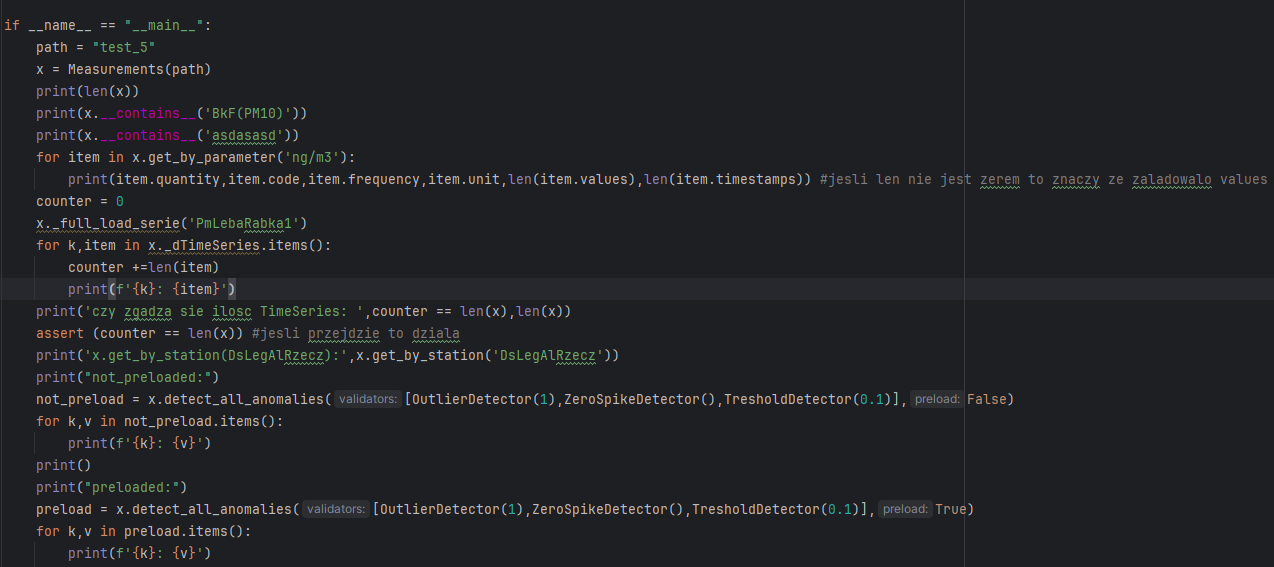 if __name__ == "__main__":
    path = "test_5"
    x = Measurements(path)
    print(len(x))
    print(x.__contains__('BkF(PM10)'))
    print(x.__contains__('asdasasd'))
    for item in x.get_by_parameter('ng/m3'):
        print(item.quantity,item.code,item.frequency,item.unit,len(item.values),len(item.timestamps)) #jesli len nie jest zerem to znaczy ze zaladowalo values
    counter = 0
    x._full_load_serie('PmLebaRabka1')
    for k,item in x._dTimeSeries.items():
        counter +=len(item)
        print(f'{k}: {item}')
    print('czy zgadza sie ilosc TimeSeries: ',counter == len(x),len(x))
    assert (counter == len(x)) #jesli przejdzie to dziala
    print('x.get_by_station(DsLegAlRzecz):',x.get_by_station('DsLegAlRzecz'))
    print("not_preloaded:")
    not_preload = x.detect_all_anomalies( validators: [OutlierDetector(1),ZeroSpikeDetector(),TresholdDetector(0.1)], preload: False)
    for k,v in not_preload.items():
        print(f'{k}: {v}')
    print()
    print("preloaded:")
    preload = x.detect_all_anomalies( validators: [OutlierDetector(1),ZeroSpikeDetector(),TresholdDetector(0.1)], preload: True)
    for k,v in preload.items():
        print(f'{k}: {v}')